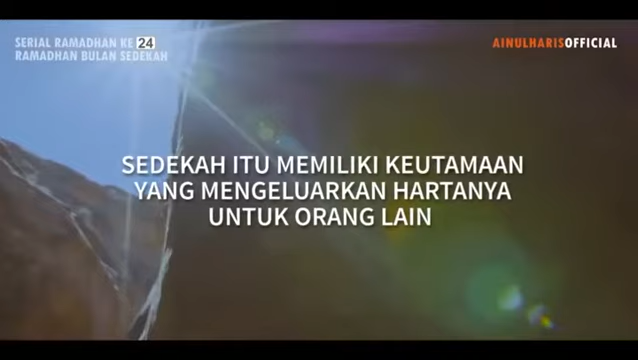 SERIAL RAMADHAN KE 24
RAMADHAN BULAN SEDEKAH
AINULHARISOFFICIAL
SEDEKAH ITU MEMILIKI KEUTAMAAN
YANG MENGELUARKAN HARTANYA
UNTUK ORANG LAIN